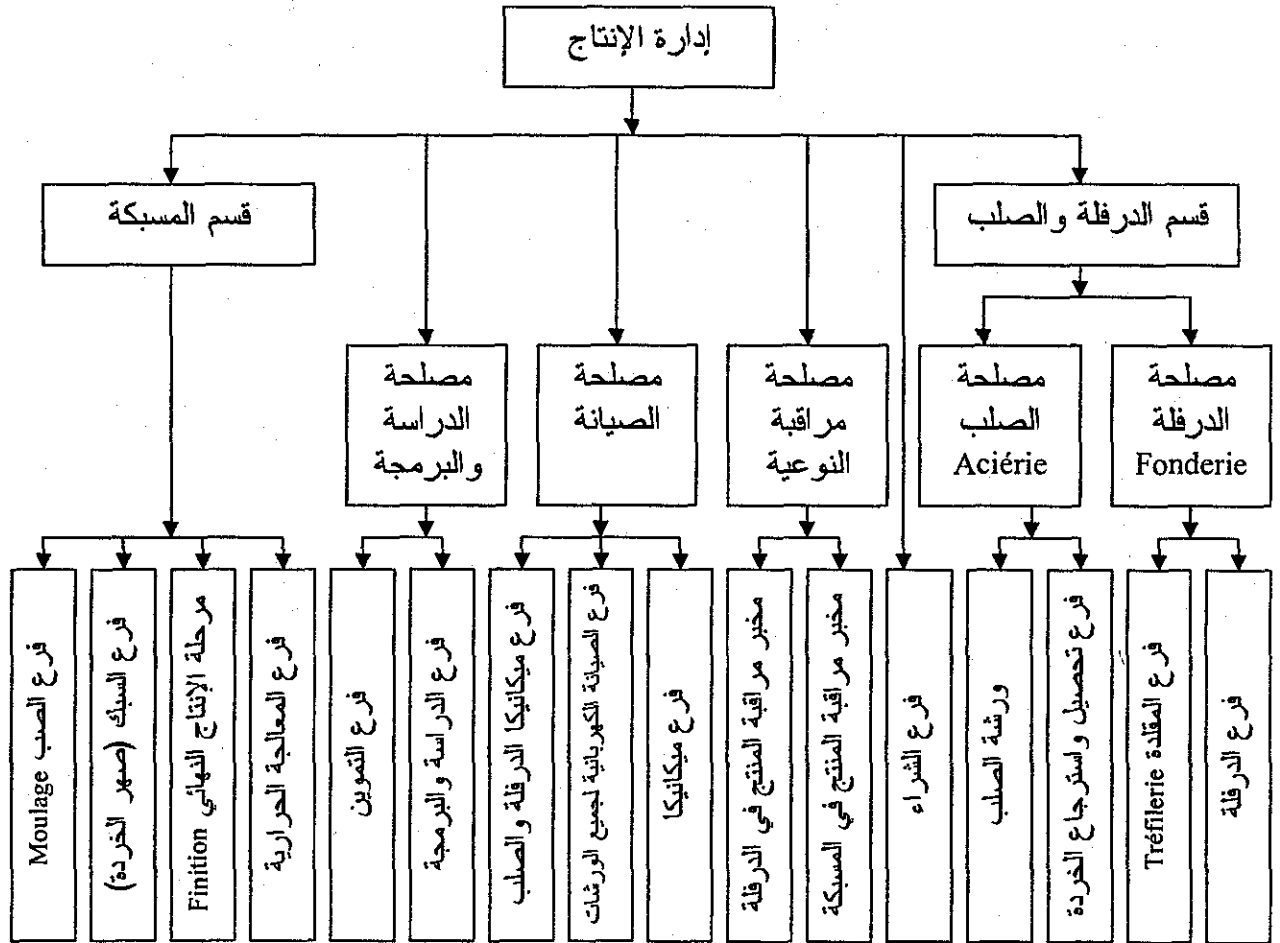 إدارة الإنتاج
قسم الدرفلة والصلب
قسم المسبكة
مصلحة
الدرفلة
Fonderie
مصلحة
الصلب
Aciérie
مصلحة
مراقبة
النوعية
مصلحة
الصيانة
مصلحة
الدراسة
والبرمجة
فرع الدرفلة
فرع المقلدة Tréfilerie
فرع تحصيل واسترجاع الخردة
ورشة الصلب
فرع الشراء
مخبر مراقبة المنتج في المسبكة
مخبر مراقبة المنتج في الدرفلة
فرع ميكانيكا
فرع الصيانة الكهربائية لجميع الورشات
فرع ميكانيكا الدرفلة والصلب
فرع الدراسة والبرمجة
فرع التموين
فرع المعالجة الحرارية
مرحلة الإنتاج النهائي Finition
فرع السبك (صهر الخردة)
فرع الصب Moulage